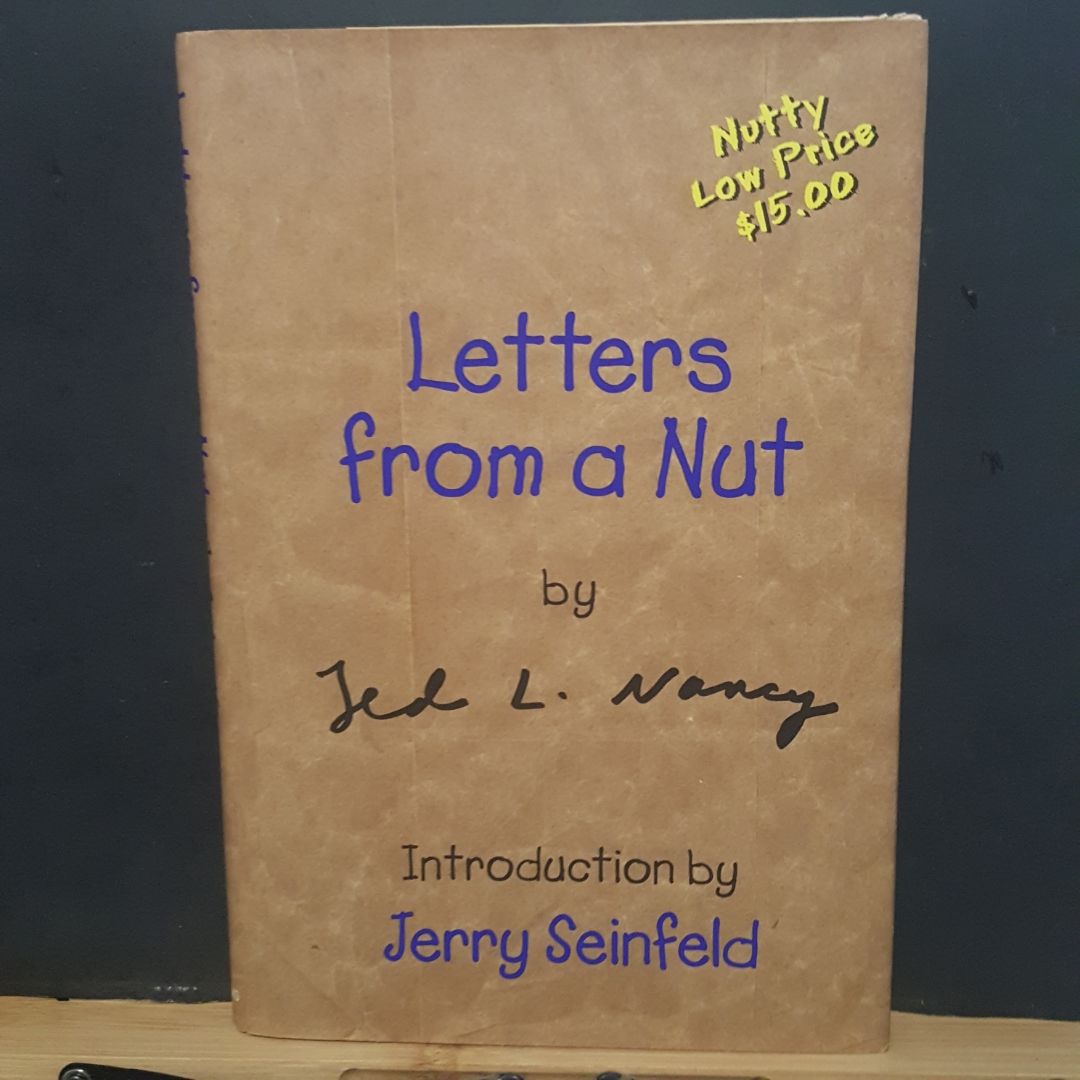 Nutty
Low Price
$15.00
Letters
from a Nut
by
Ted L. Nancy
Introduction by
Jerry Seinfeld